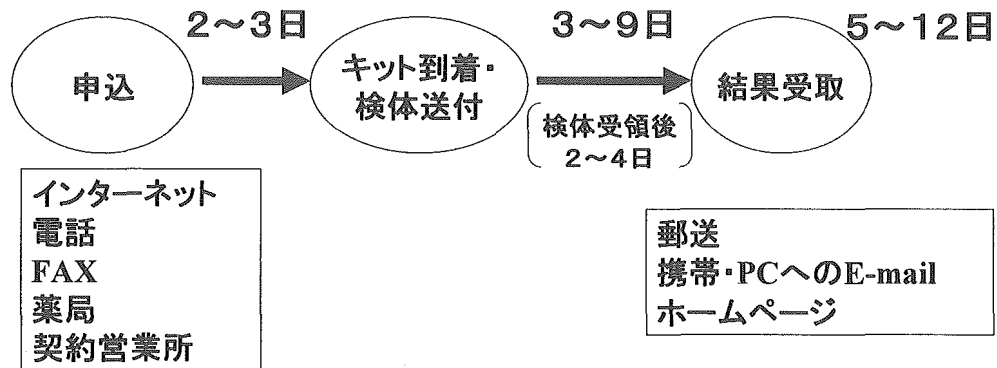 2～3日
3～9日
5～12日
申込
キット到着・
検体送付
結果受取
検体受領後
2～4日
インターネット
電話
FAX
薬局
契約営業所
郵送
携帯・PCへのE-mail
ホームページ